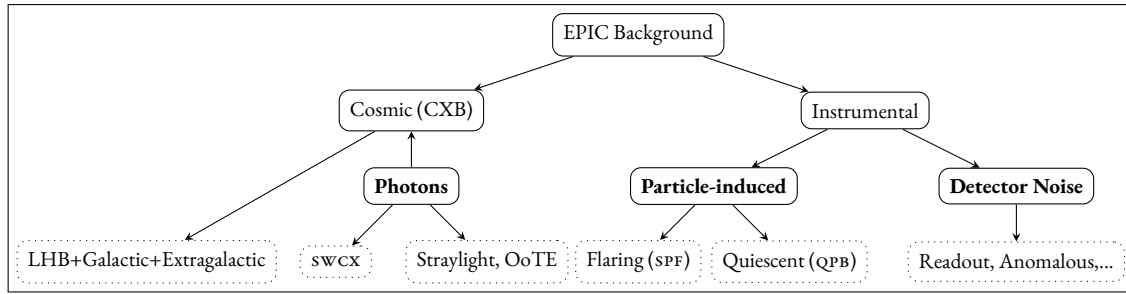 EPIC Background
Cosmic (CXB)
Instrumental
Photons
Particle-induced
Detector Noise
LHB+Galactic+Extragalactic
SWCX
Straylight, OoTE
Flaring (SPF)
Quiescent (QPB)
Readout, Anomalous,...